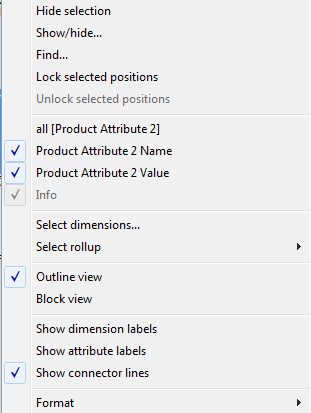 Hide selection
Show/hide...
Find...
Lock selected positions
Unlock selected positions
all [Product Attribute 2]
Product Attribute 2 Name
Product Attribute 2 Value
Info
Select dimensions...
Select rollup
Outline view
Block view
Show dimension labels
Show attribute labels
Show connector lines
Format